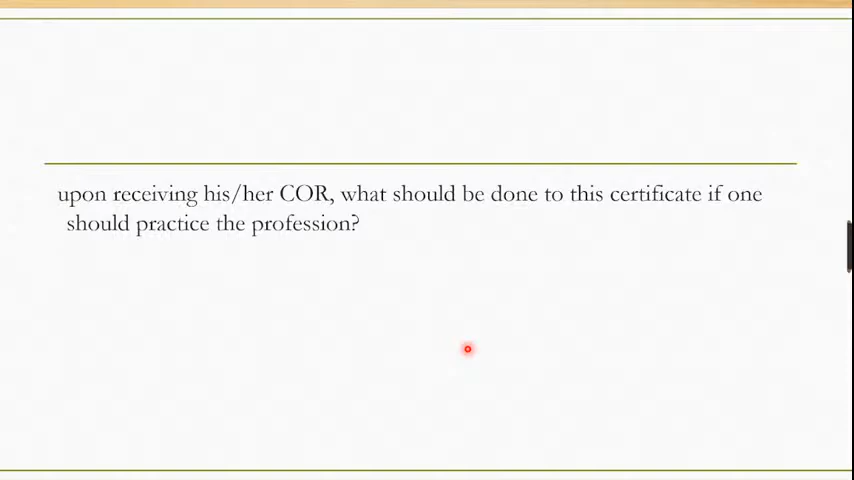 upon receiving his/her COR, what should be done to this certificate if one
should practice the profession?